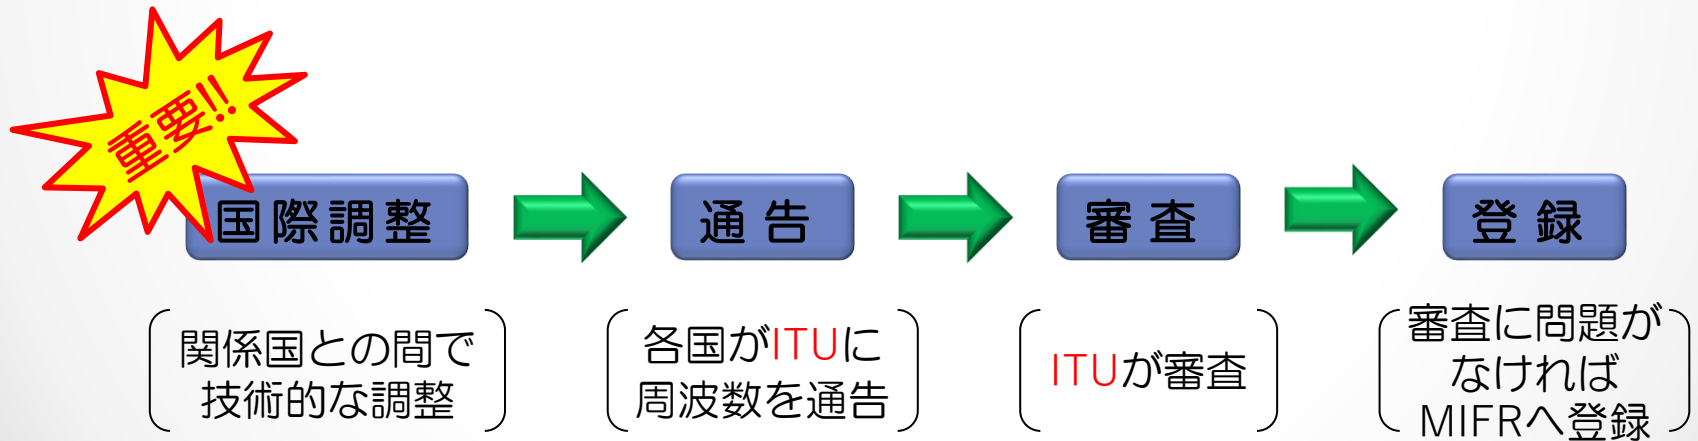 重要!!
国際調整
通告
審査
登録
関係国との間で
技術的な調整
各国がITUに
周波数を通告
ITUが審査
審査に問題が
なければ
MIFRへ登録